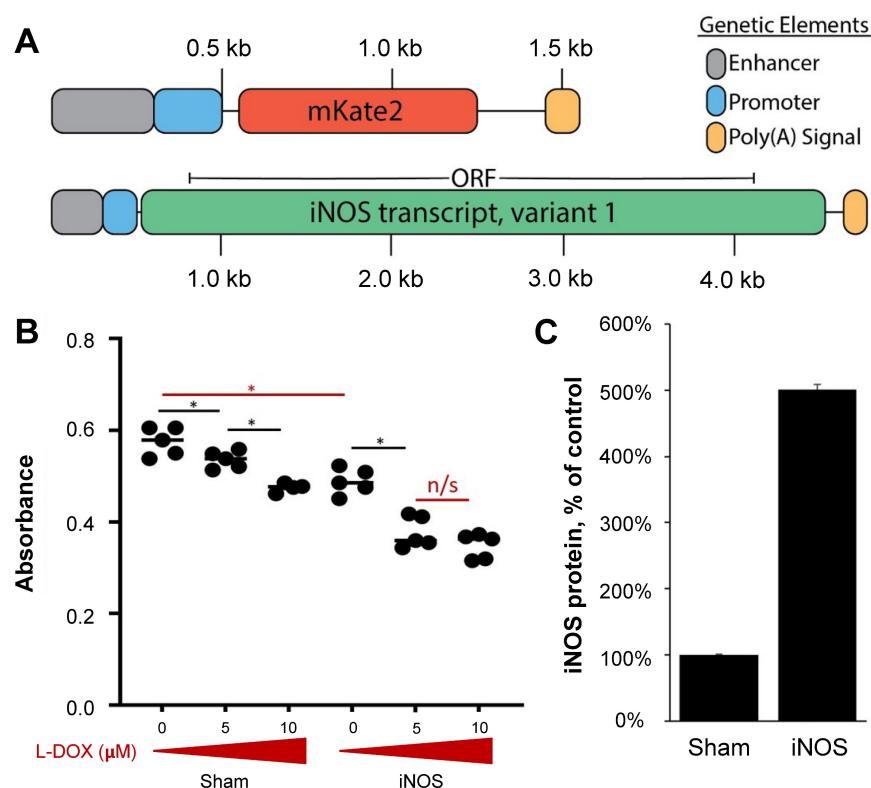 A
0.5 kb
1.0 kb
1.5 kb
Genetic Elements
Enhancer
Promoter
Poly(A) Signal
mKate2
ORF
iNOS transcript, variant 1
1.0 kb
2.0 kb
3.0 kb
4.0 kb
B
Absorbance
0.8
0.6
0.4
0.2
0.0
*
*
*
*
n/s
0
5
10
0
5
10
L-DOX (µM)
Sham
iNOS
C
iNOS protein, % of control
600%
500%
400%
300%
200%
100%
0%
Sham
iNOS